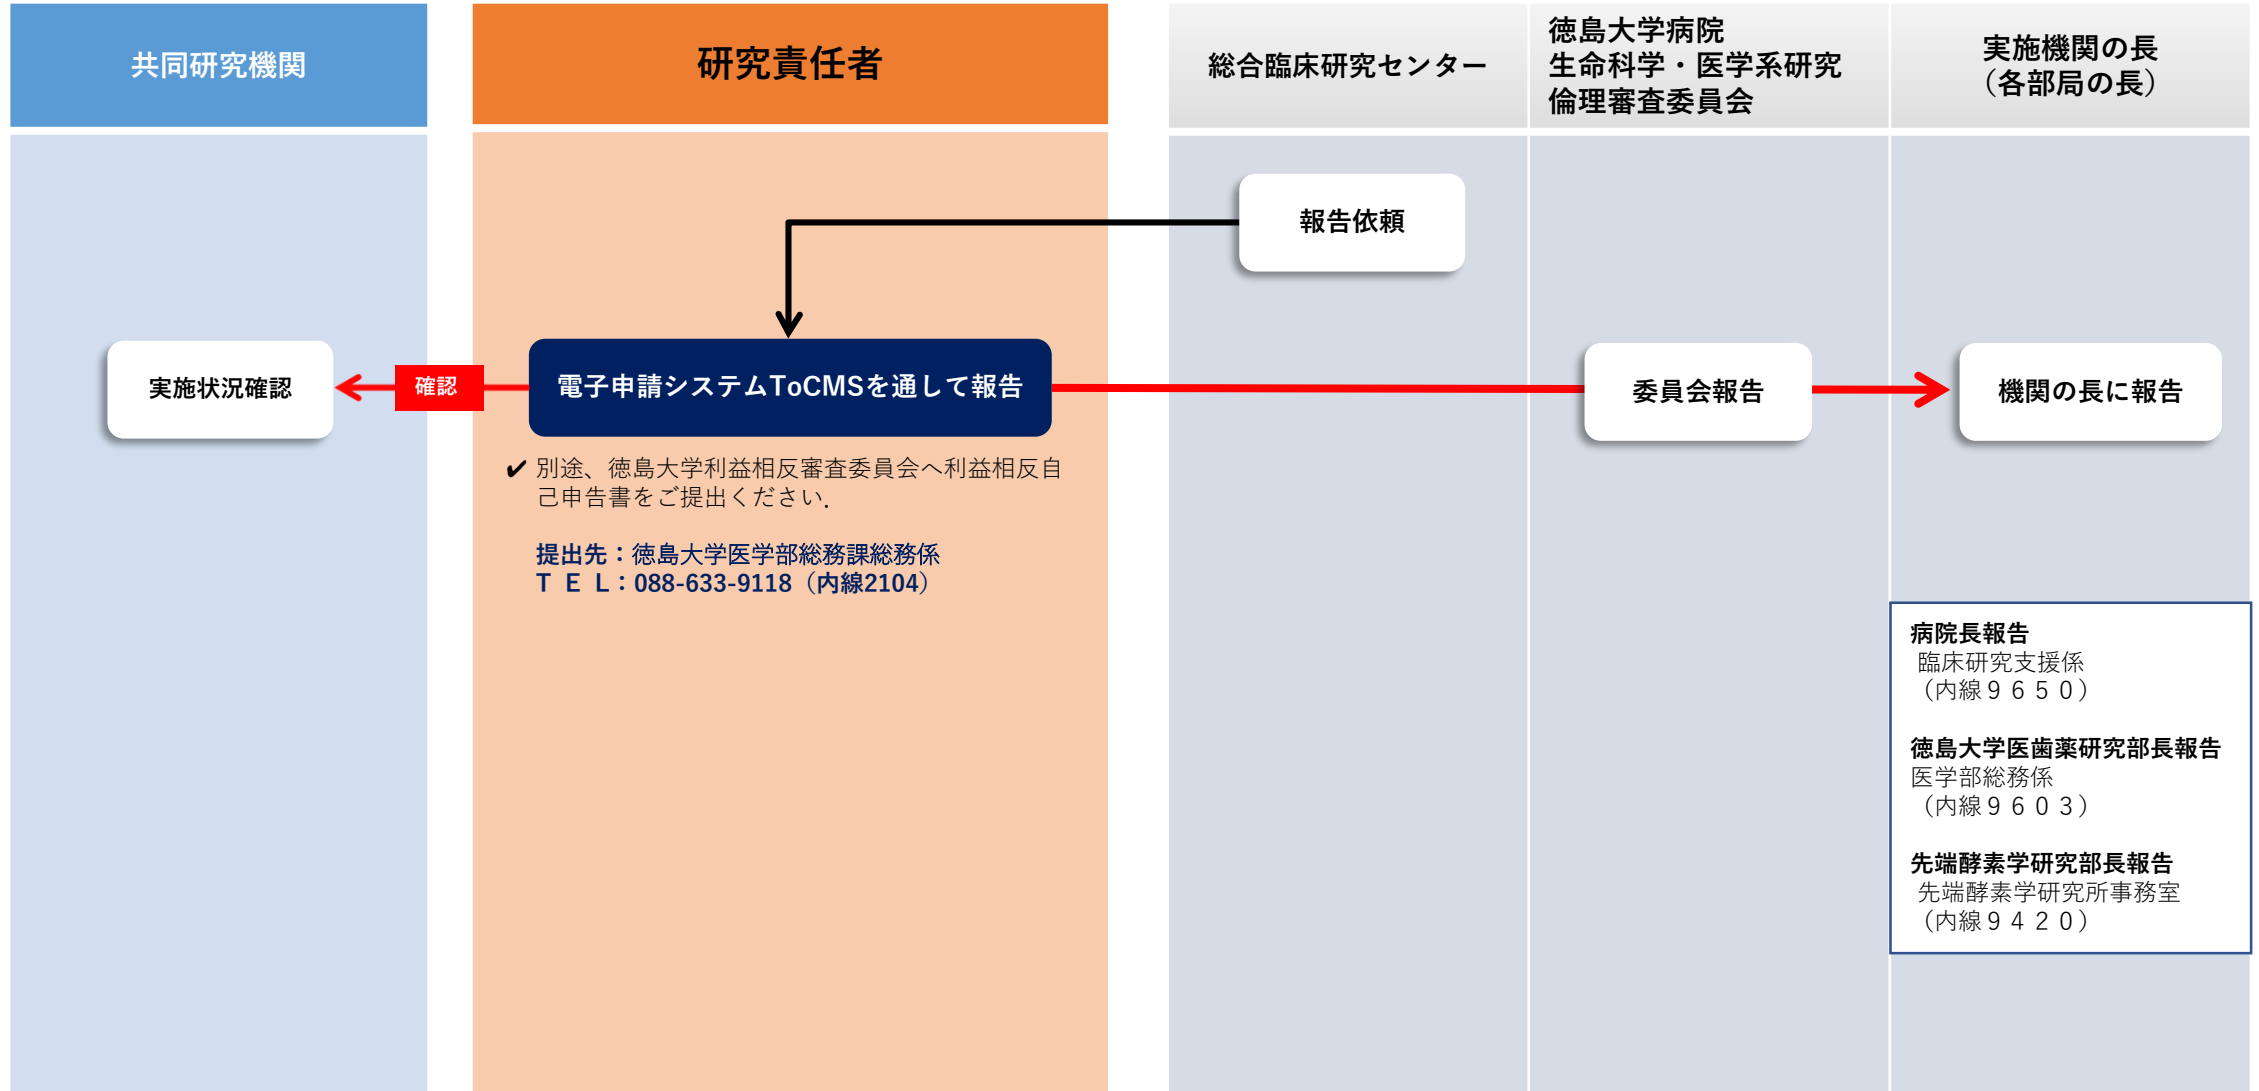 共同研究機関
研究責任者
総合臨床研究センター
徳島大学病院
生命科学・医学系研究
倫理審査委員会
実施機関の長
（各部局の長）
報告依頼
実施状況確認
確認
電子申請システムToCMSを通して報告
委員会報告
機関の長に報告
✔ 別途、徳島大学利益相反審査委員会へ利益相反自
己申告書をご提出ください.
提出先：徳島大学医学部総務課総務係
ＴＥＬ：088-633-9118（内線2104）
病院長報告
臨床研究支援係
（内線９６５０）
徳島大学医歯薬研究部長報告
医学部総務係
（内線９６０３）
先端酵素学研究部長報告
先端酵素学研究所事務室
（内線９４２０）